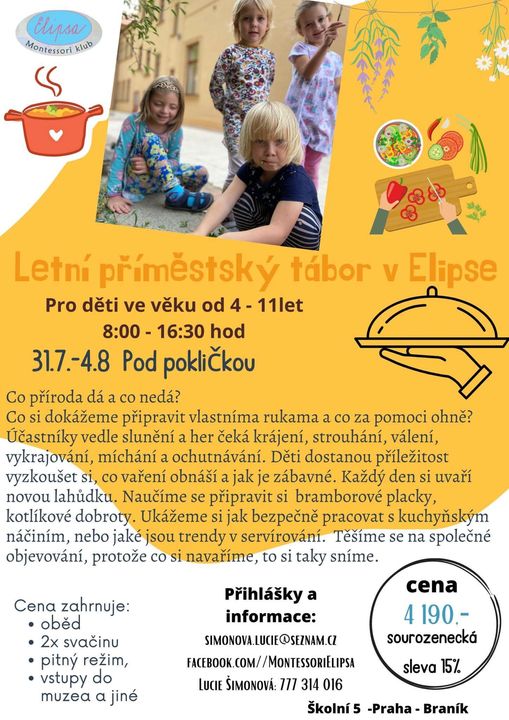 Elipsa
Montessori klub
Letní příměstský tábor v Elipse
Pro děti ve věku od 4 - 11let
8:00 - 16:30 hod
31.7.-4.8 Pod pokličkou
Co příroda dá a co nedá?
Co si dokážeme připravit vlastníma rukama a co za pomoci ohně?
Účastníky vedle slunění a her čeká krájení, strouhání, válení,
vykrajování, míchání a ochutnávání. Děti dostanou příležitost
vyzkoušet si, co vaření obnáší a jak je zábavné. Každý den si uvaří
novou lahůdku. Naučíme se připravit si bramborové placky,
kotlíkové dobroty. Ukážeme si jak bezpečně pracovat s kuchyňským
náčiním, nebo jaké jsou trendy v servírování. Těšíme se na společné
objevování, protože co si navaříme, to si taky sníme.
Cena zahrnuje:
• oběd
• 2x svačinu
• pitný režim,
• vstupy do
muzea a jiné
Přihlášky a
informace:
simonova.lucie@seznam.cz
facebook.com//MontessoriElipsa
Lucie Šimonová: 777 314 016
cena
4 190.-
sourozenecká
sleva 15%
Školní 5 -Praha - Braník